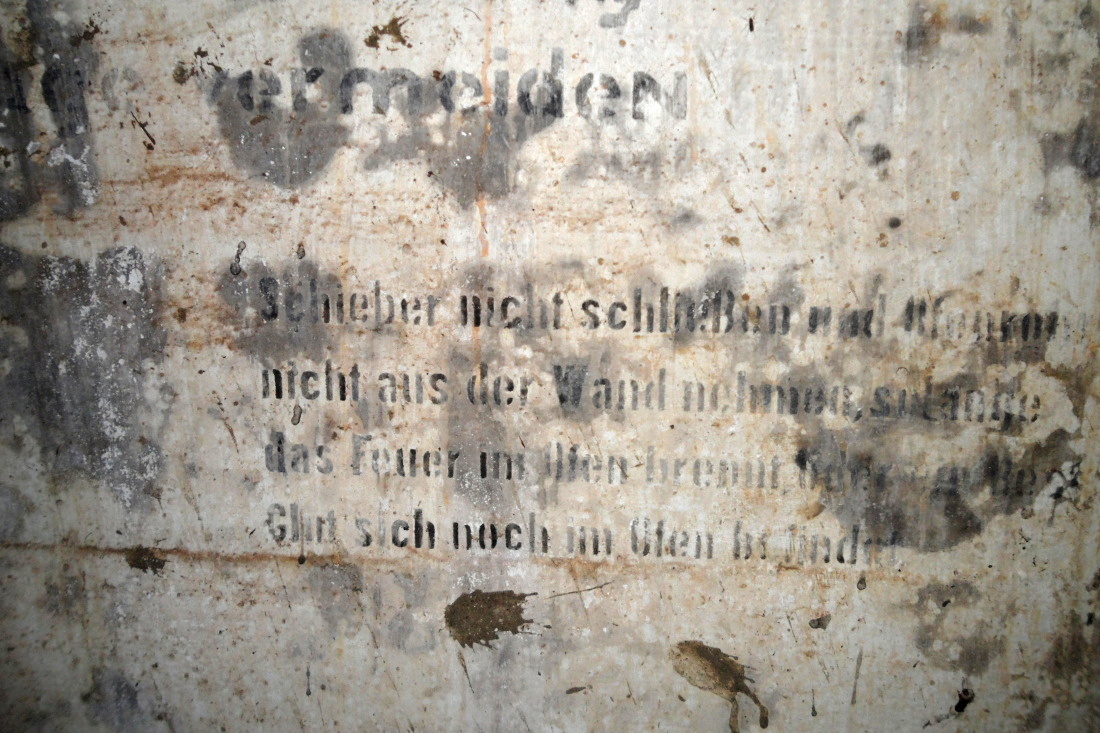 vermeiden
Schieber nicht schließen und
nicht aus der Wand nehmen, solange
das Feuer im Ofen brennt, oder
Glut sich noch im Ofen befindet